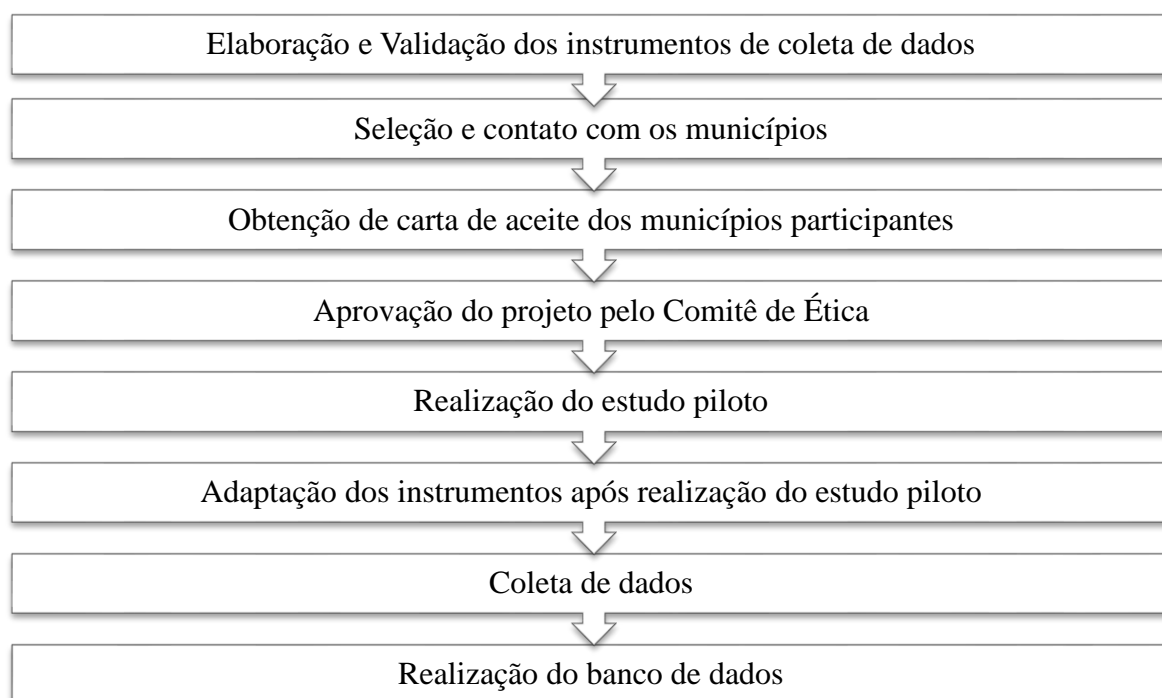 Elaboração e Validação dos instrumentos de coleta de dados
Seleção e contato com os municípios
Obtenção de carta de aceite dos municípios participantes
Aprovação do projeto pelo Comitê de Ética
Realização do estudo piloto
Adaptação dos instrumentos após realização do estudo piloto
Coleta de dados
Realização do banco de dados